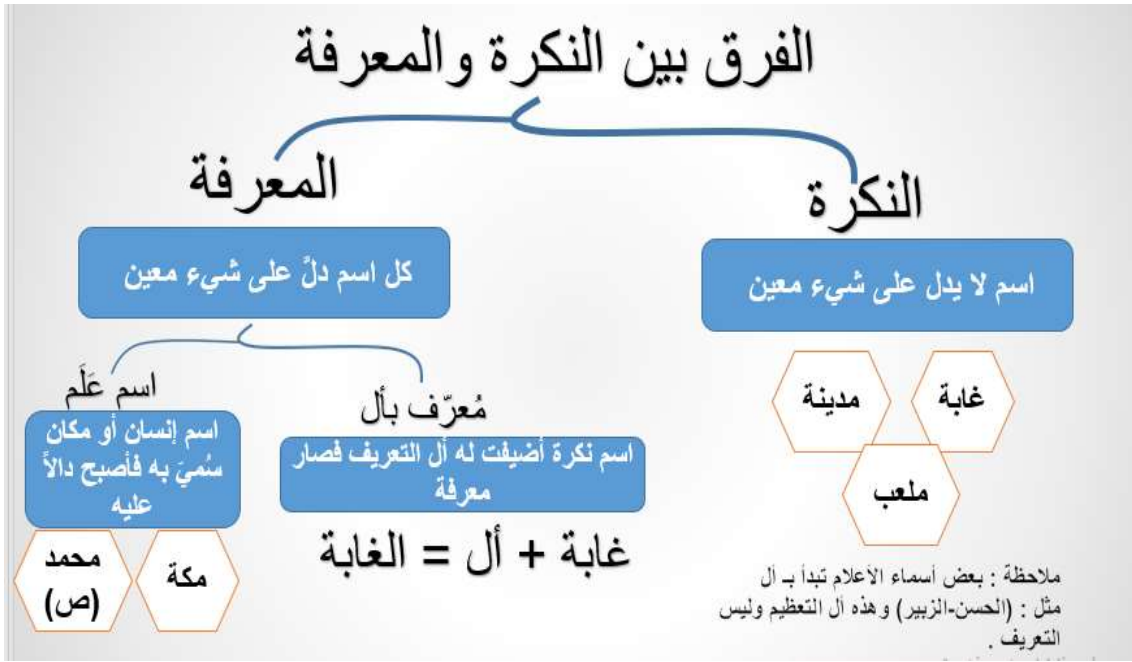 الفرق بين النكرة والمعرفة
النكرة
اسم لا يدل على شيء معين
غابة
مدينة
ملعب
ملاحظة : بعض أسماء الأعلام تبدأ بـ أل
مثل : (الحسن-الزبير) وهذه أل التعظيم وليس
التعريف .
المعرفة
كل اسم دلَّ على شيء معين
مُعرّف بأل
اسم نكرة أضيفت له أل التعريف فصار
معرفة
غابة + أل = الغابة
اسم عَلَم
اسم إنسان أو مكان
سُميَ به فأصبح دالاً
عليه
مكة
محمد
(ص)